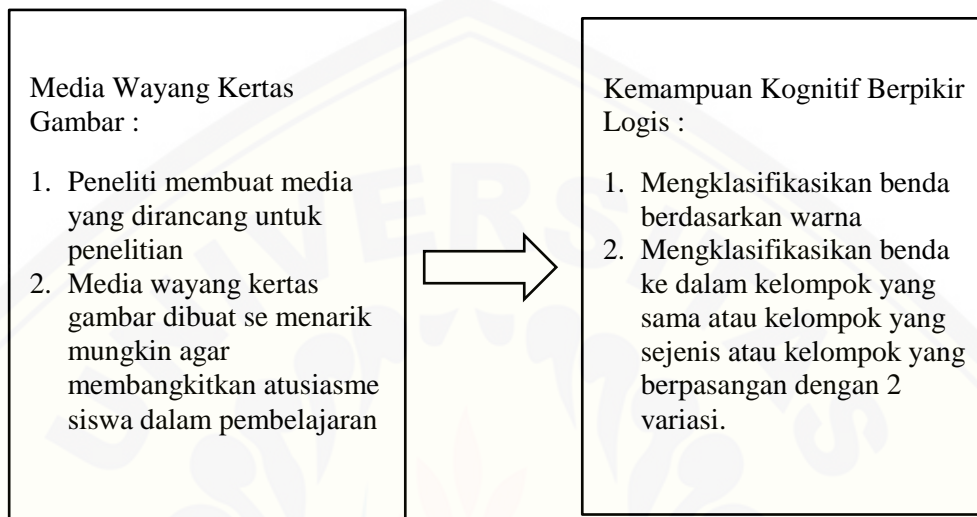 Media Wayang Kertas
Gambar :
1. Peneliti membuat media
yang dirancang untuk
penelitian
2. Media wayang kertas
gambar dibuat se menarik
mungkin agar
membangkitkan atusiasme
siswa dalam pembelajaran
Kemampuan Kognitif Berpikir
Logis :
1. Mengklasifikasikan benda
berdasarkan warna
2. Mengklasifikasikan benda
ke dalam kelompok yang
sama atau kelompok yang
sejenis atau kelompok yang
berpasangan dengan 2
variasi.
UNIVERSITAS